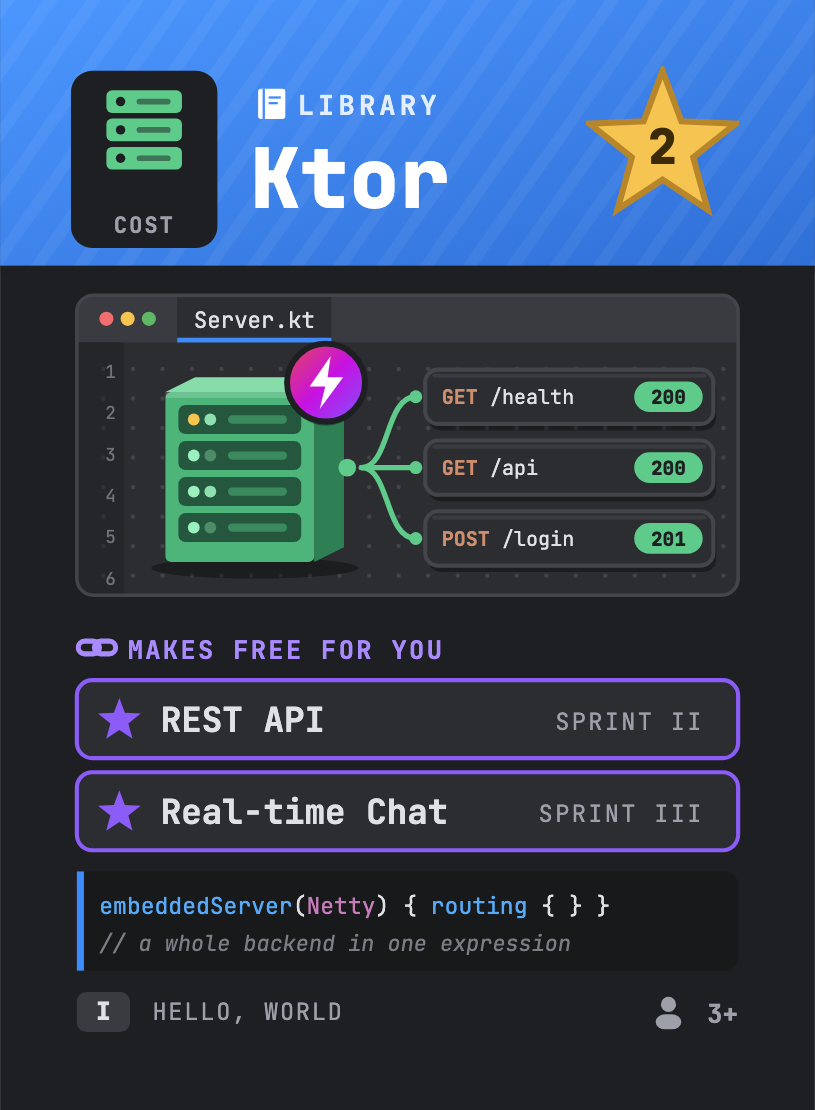 LIBRARY
Ktor
COST
2
Server.kt
1
2
3
4
5
6
GET /health 200
GET /api 200
POST /login 201
MAKES FREE FOR YOU
REST API SPRINT II
Real-time Chat SPRINT III
embeddedServer(Netty) { routing { } }
// a whole backend in one expression
I HELLO, WORLD 3+